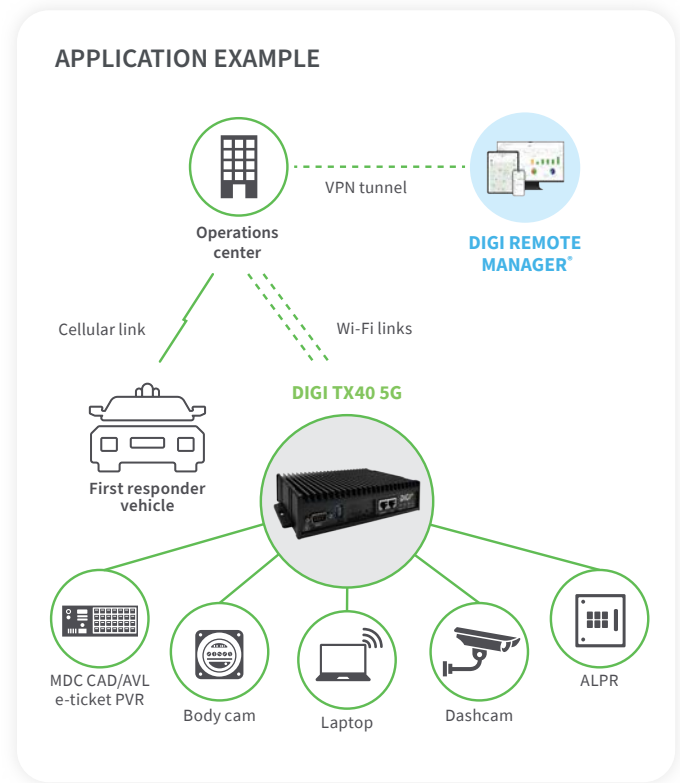 APPLICATION EXAMPLE
VPN tunnel
Operations
center
DIGI REMOTE
MANAGER®
Cellular link
Wi-Fi links
DIGI TX40 5G
First responder
vehicle
MDC CAD/AVL
e-ticket PVR
Body cam
Laptop
Dashcam
ALPR